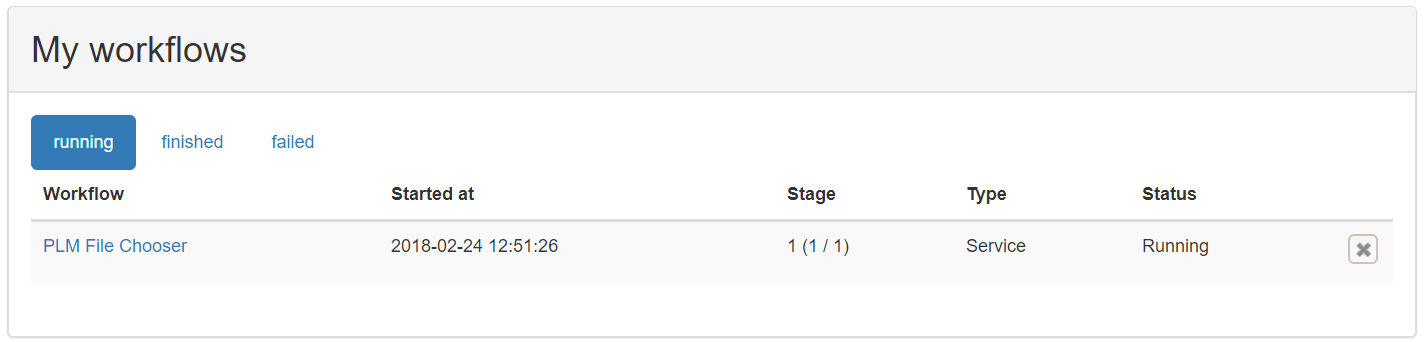 My workflows
running finished failed
Workflow Started at Stage Type Status
PLM File Chooser 2018-02-24 12:51:26 1 (1 / 1) Service Running